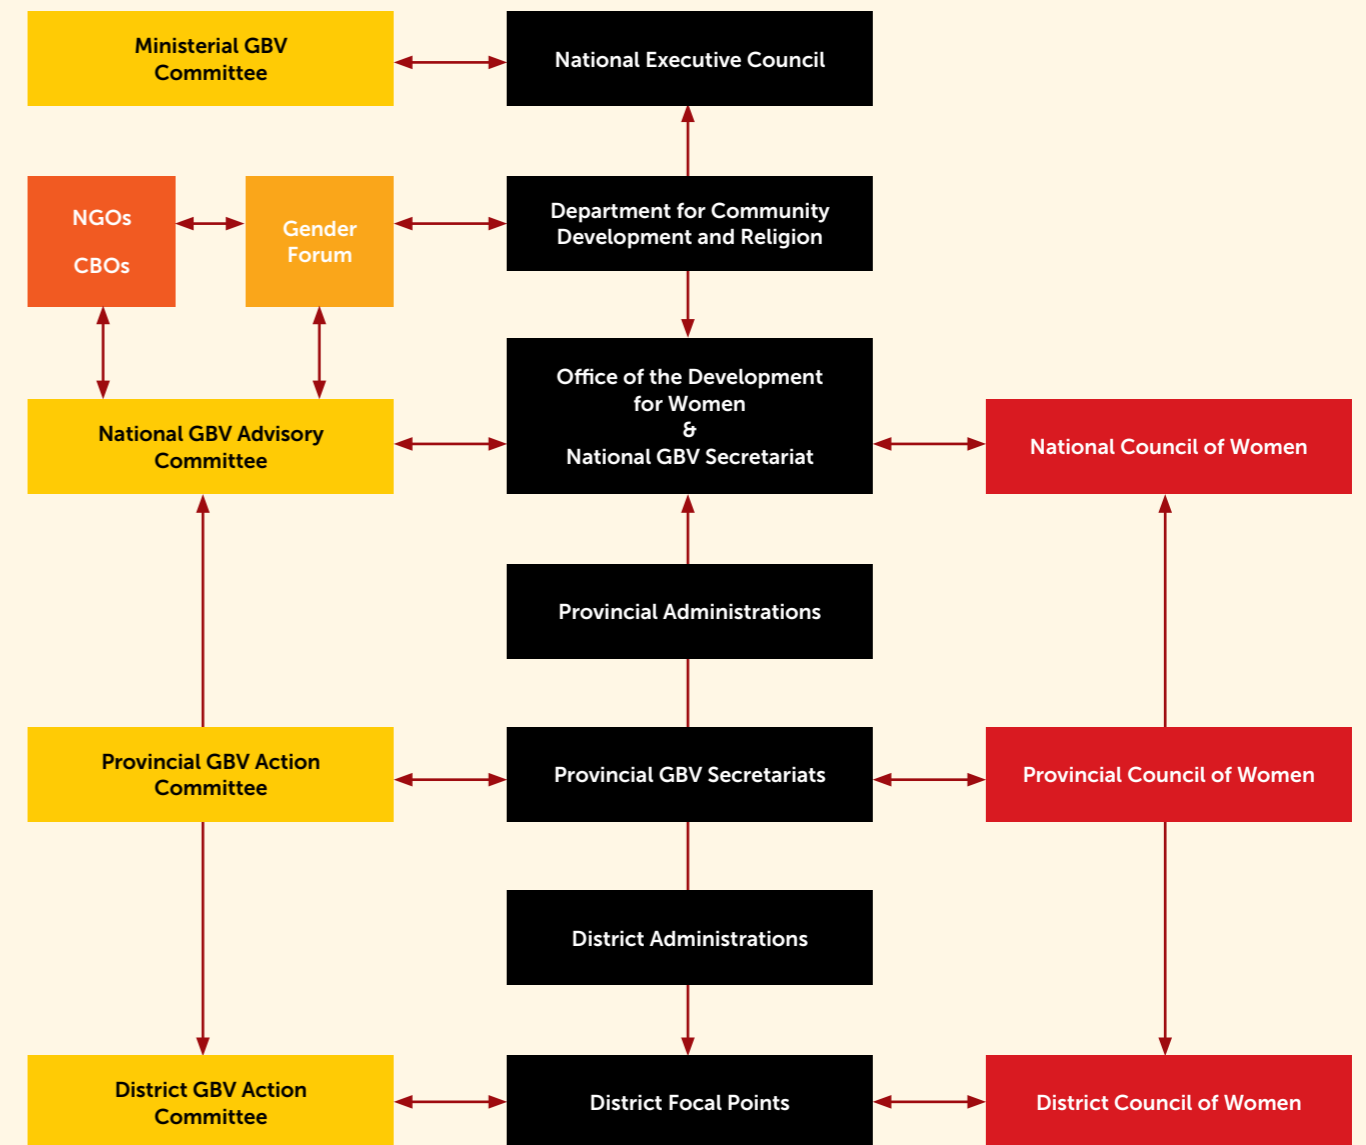 Ministerial GBV
Committee
National Executive Council
NGOs
CBOs
Gender
Forum
Department for Community
Development and Religion
Office of the Development
for Women
&
National GBV Secretariat
National GBV Advisory
Committee
National Council of Women
Provincial Administrations
Provincial GBV Action
Committee
Provincial GBV Secretariats
Provincial Council of Women
District Administrations
District GBV Action
Committee
District Focal Points
District Council of Women